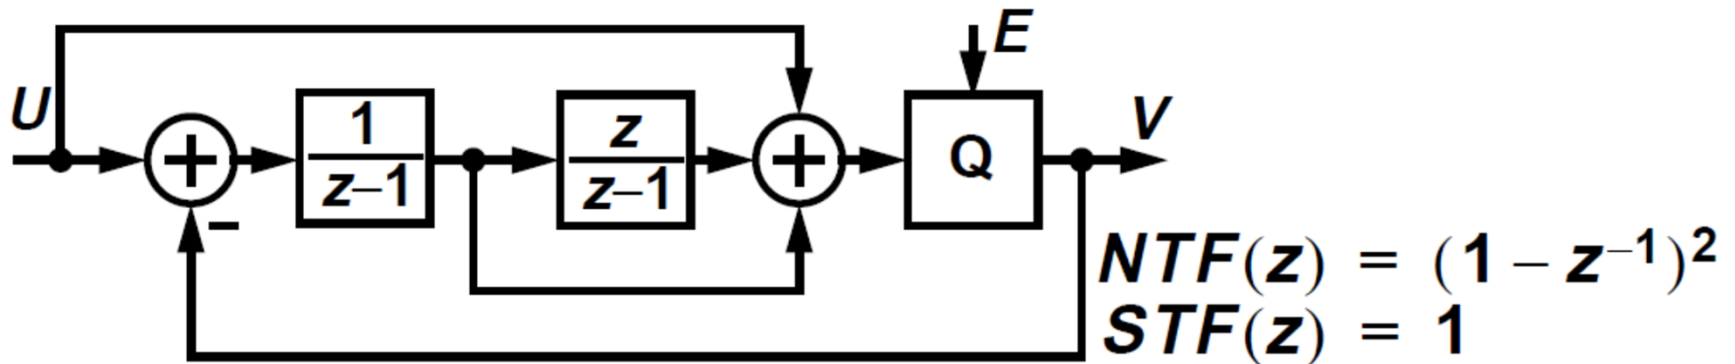 E
U
+
1
z–1
z
z–1
+
Q
V
–
NTF(z) = (1 – z⁻¹)²
STF(z) = 1